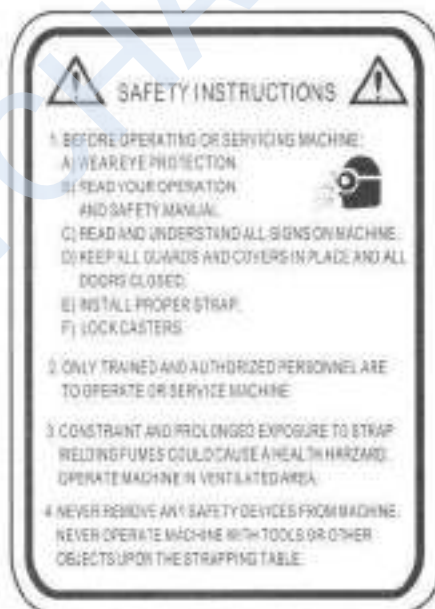 SAFETY INSTRUCTIONS
1. BEFORE OPERATING OR SERVICING MACHINE:
A) WEAR EYE PROTECTION
B) READ YOUR OPERATION
AND SAFETY MANUAL.
C) READ AND UNDERSTAND ALL SIGNS ON MACHINE.
D) KEEP ALL GUARDS AND COVERS IN PLACE AND ALL
DOORS CLOSED.
E) INSTALL PROPER STRAP.
F) LOCK CASTERS.
2. ONLY TRAINED AND AUTHORIZED PERSONNEL ARE
TO OPERATE OR SERVICE MACHINE
3. CONSTRAINT AND PROLONGED EXPOSURE TO STRAP
WELDING FUMES COULD CAUSE A HEALTH HARZARD.
OPERATE MACHINE IN VENTILATED AREA.
4. NEVER REMOVE ANY SAFETY DEVICES FROM MACHINE.
NEVER OPERATE MACHINE WITH TOOLS OR OTHER
OBJECTS UPON THE STRAPPING TABLE.